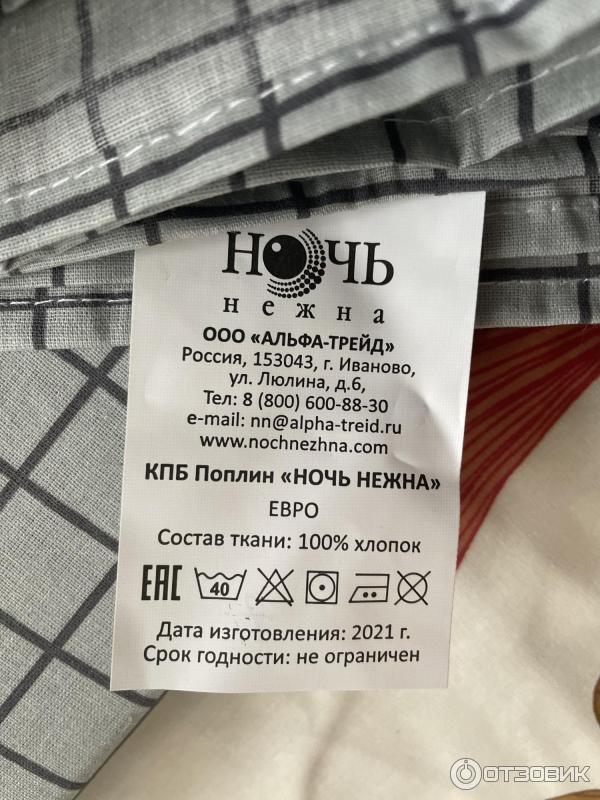 НОЧЬ
нежна
ООО «АЛЬФА-ТРЕЙД»
Россия, 153043, г. Иваново,
ул. Люлина, д.6,
Тел: 8 (800) 600-88-30
e-mail: nn@alpha-treid.ru
www.nochnezhna.com
КПБ Поплин «НОЧЬ НЕЖНА»
ЕВРО
Состав ткани: 100% хлопок
ЕАС 40
Дата изготовления: 2021 г.
Срок годности: не ограничен
ОТЗОВИК